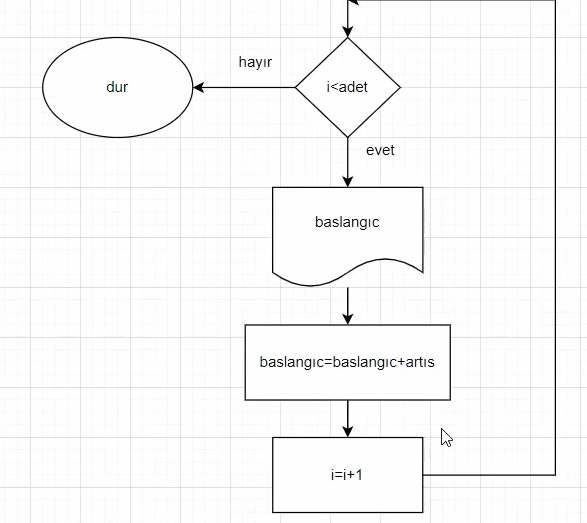 hayır
dur
i<adet
evet
baslangıc
baslangıc=baslangıc+artıs
i=i+1